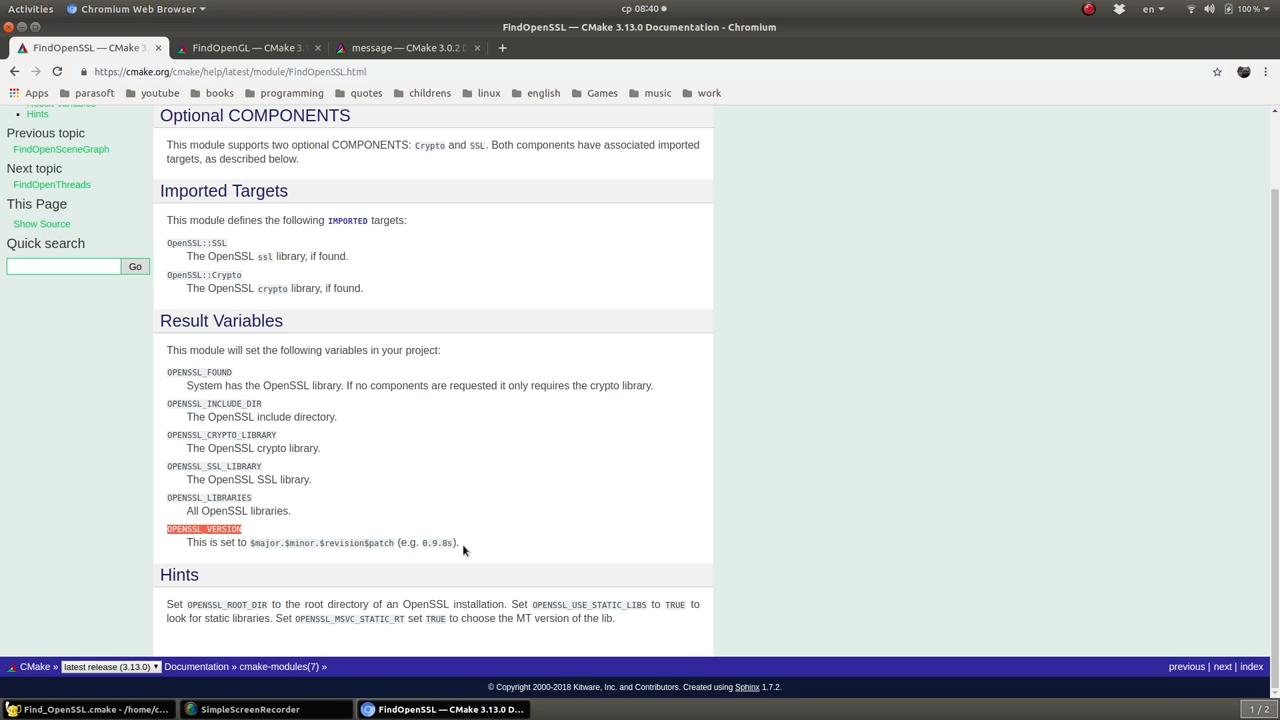 Activities Chromium Web Browser ▾ ср 08:40 en 100 %
FindOpenSSL — CMake 3.13.0 Documentation - Chromium
FindOpenSSL — CMake 3. × FindOpenGL — CMake 3. × message — CMake 3.0.2 D × +
https://cmake.org/cmake/help/latest/module/FindOpenSSL.html
Apps parasoft youtube books programming quotes childrens linux english Games music work
Hints
Previous topic
FindOpenSceneGraph
Next topic
FindOpenThreads
This Page
Show Source
Quick search
Go
Optional COMPONENTS
This module supports two optional COMPONENTS: Crypto and SSL. Both components have associated imported
targets, as described below.
Imported Targets
This module defines the following IMPORTED targets:
OpenSSL::SSL
The OpenSSL ssl library, if found.
OpenSSL::Crypto
The OpenSSL crypto library, if found.
Result Variables
This module will set the following variables in your project:
OPENSSL_FOUND
System has the OpenSSL library. If no components are requested it only requires the crypto library.
OPENSSL_INCLUDE_DIR
The OpenSSL include directory.
OPENSSL_CRYPTO_LIBRARY
The OpenSSL crypto library.
OPENSSL_SSL_LIBRARY
The OpenSSL SSL library.
OPENSSL_LIBRARIES
All OpenSSL libraries.
OPENSSL_VERSION
This is set to $major.$minor.$revision$patch (e.g. 0.9.8s).
Hints
Set OPENSSL_ROOT_DIR to the root directory of an OpenSSL installation. Set OPENSSL_USE_STATIC_LIBS to TRUE to
look for static libraries. Set OPENSSL_MSVC_STATIC_RT set TRUE to choose the MT version of the lib.
CMake » latest release (3.13.0) Documentation » cmake-modules(7) » previous | next | index
© Copyright 2000-2018 Kitware, Inc. and Contributors. Created using Sphinx 1.7.2.
Find_OpenSSL.cmake - /home/c... SimpleScreenRecorder FindOpenSSL — CMake 3.13.0 D... 1 / 2